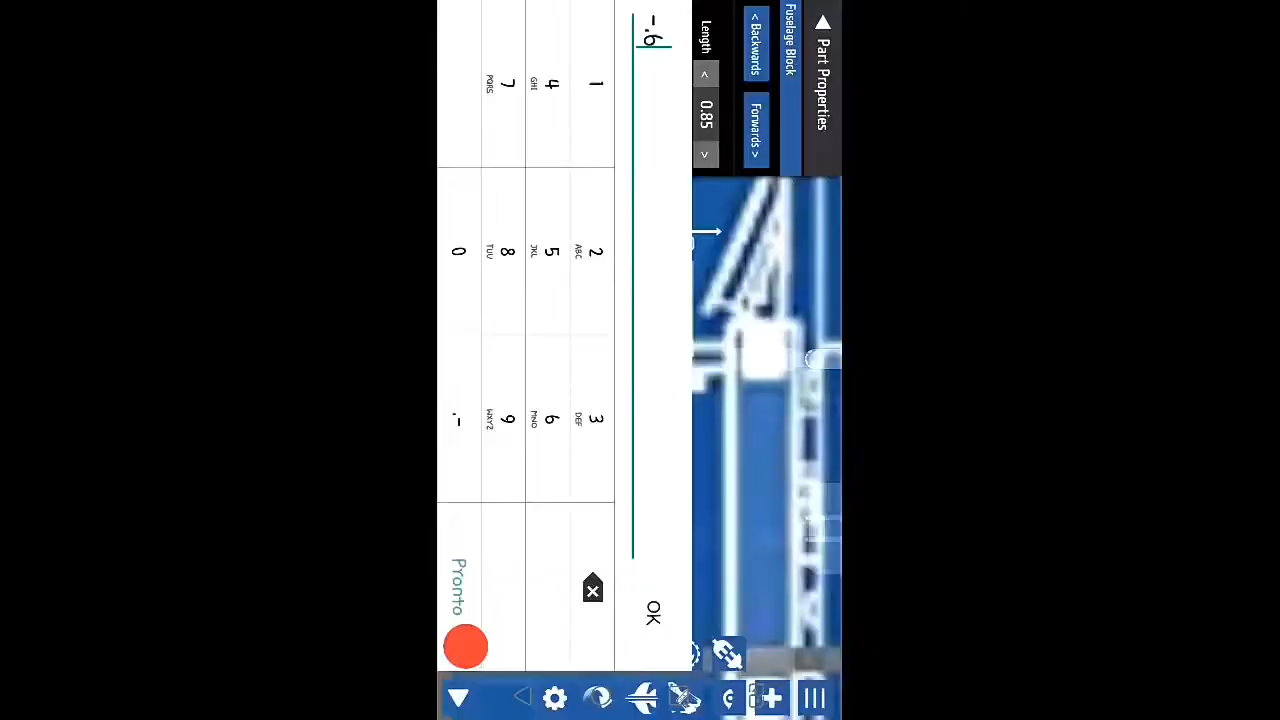 Part Properties
Fuselage Block
< Backwards
Forwards >
Length
<
0.85
>
-.6
OK
1
2 ABC
3 DEF
4 GHI
5 JKL
6 MNO
7 PQRS
8 TUV
9 WXYZ
0
.-
Pronto